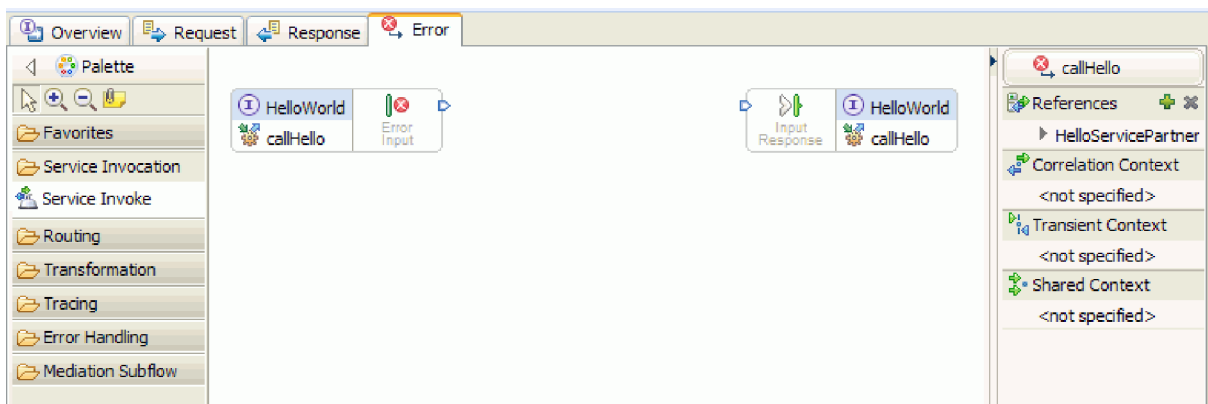 Overview Request Response Error
Palette
Favorites
Service Invocation
Service Invoke
Routing
Transformation
Tracing
Error Handling
Mediation Subflow
HelloWorld
callHello
Error
Input
Input
Response
HelloWorld
callHello
callHello
References
HelloServicePartner
Correlation Context
<not specified>
Transient Context
<not specified>
Shared Context
<not specified>